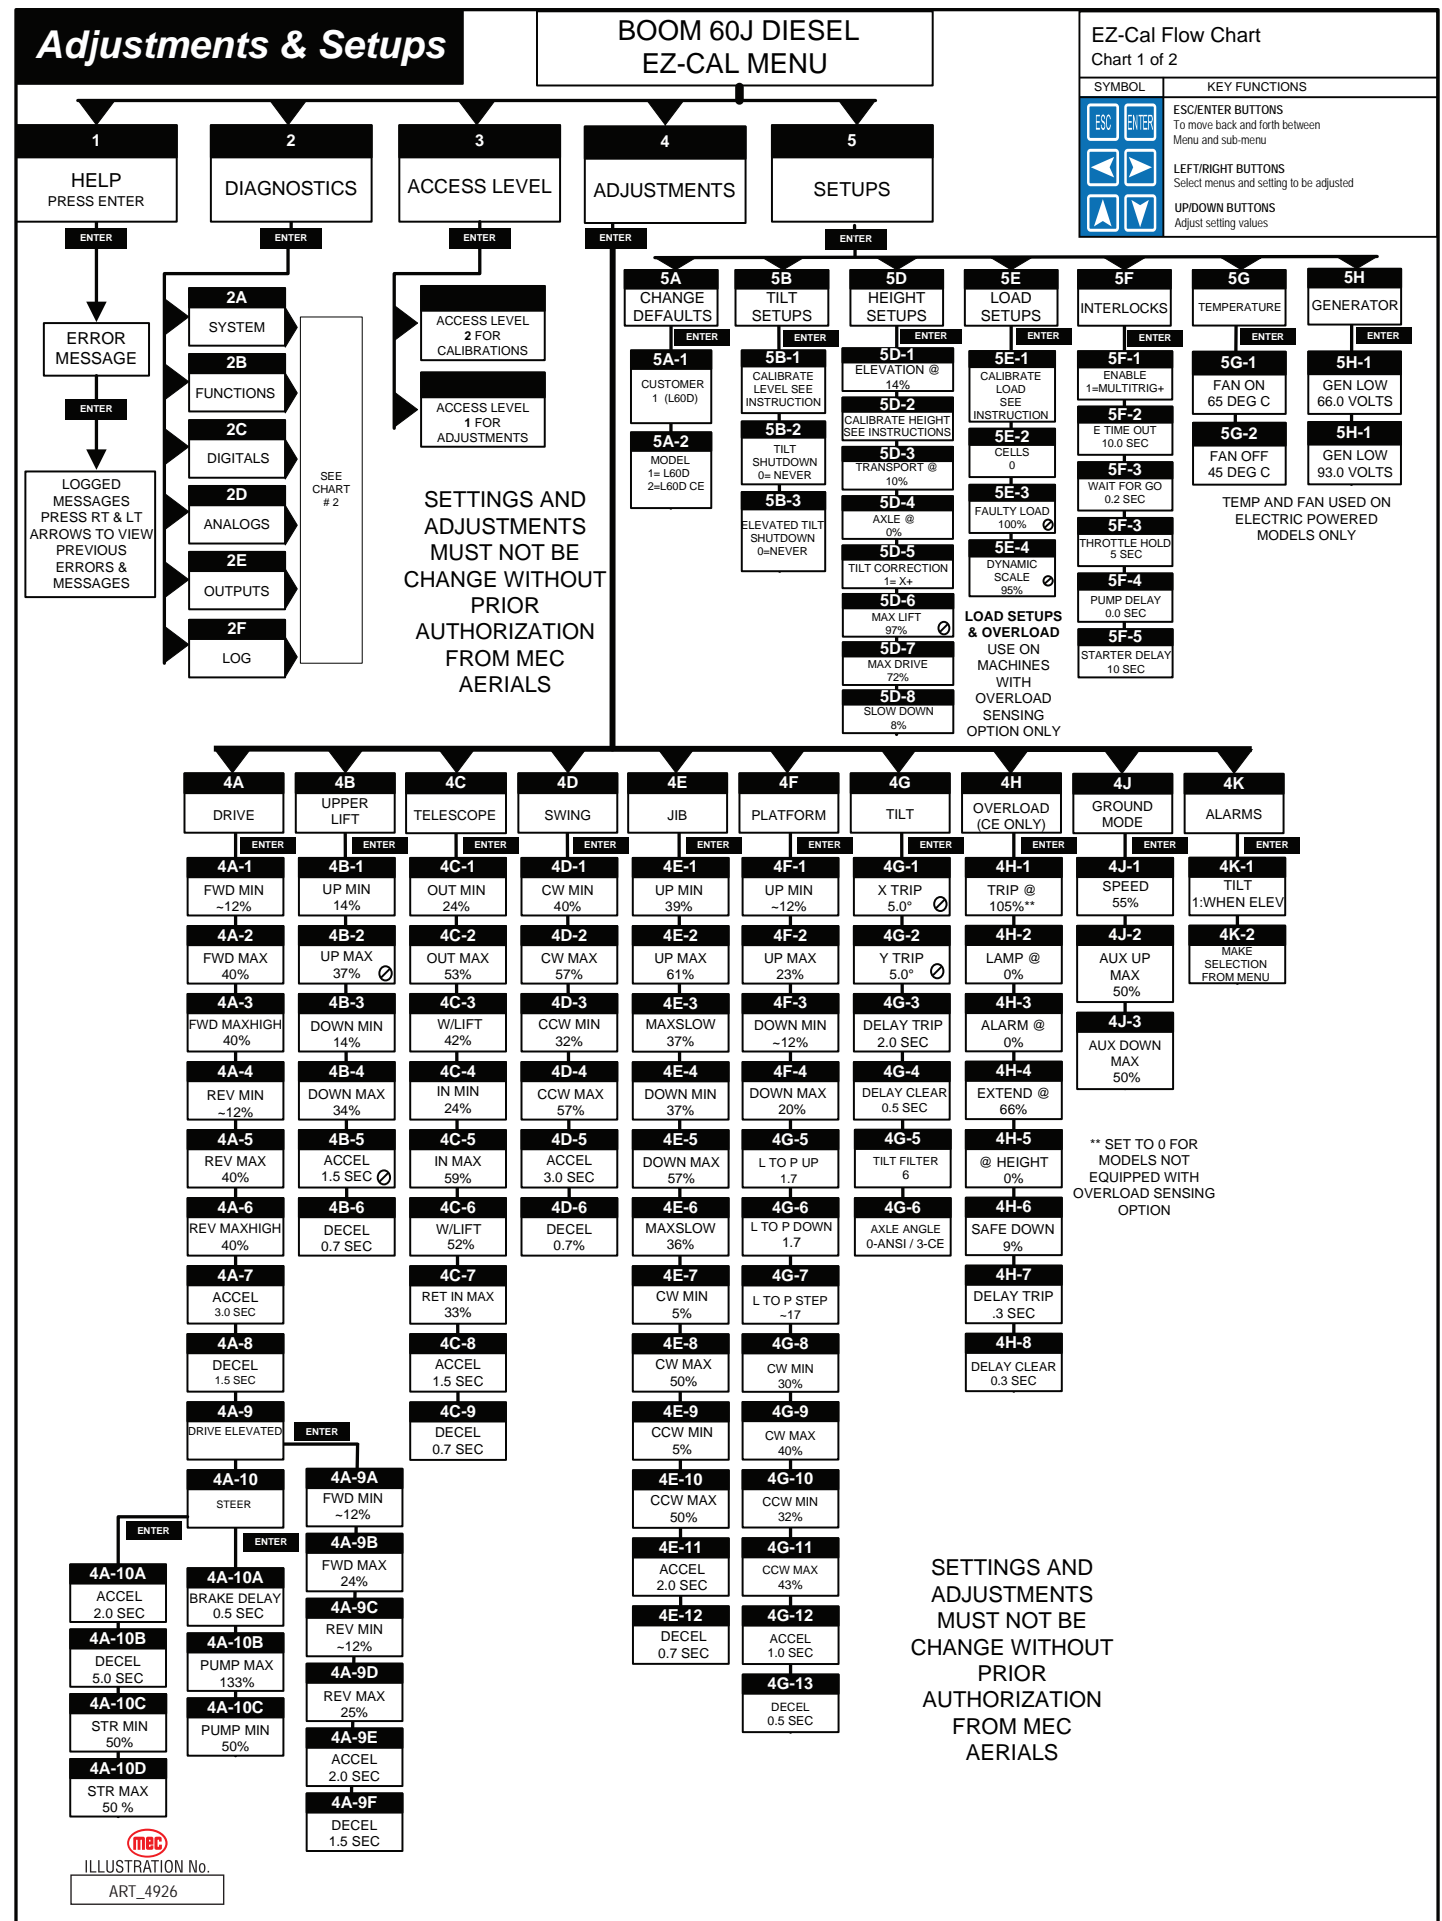 Adjustments & Setups
BOOM 60J DIESEL
EZ-CAL MENU
EZ-Cal Flow Chart
Chart 1 of 2
SYMBOL
KEY FUNCTIONS
ESC
ENTER
ESC/ENTER BUTTONS
To move back and forth between
Menu and sub-menu
LEFT/RIGHT BUTTONS
Select menus and setting to be adjusted
UP/DOWN BUTTONS
Adjust setting values
1
HELP
PRESS ENTER
ENTER
ERROR
MESSAGE
ENTER
LOGGED
MESSAGES
PRESS RT & LT
ARROWS TO VIEW
PREVIOUS
ERRORS &
MESSAGES
2
DIAGNOSTICS
ENTER
2A
SYSTEM
2B
FUNCTIONS
2C
DIGITALS
2D
ANALOGS
2E
OUTPUTS
2F
LOG
SEE
CHART
# 2
3
ACCESS LEVEL
ENTER
ACCESS LEVEL
2 FOR
CALIBRATIONS
ACCESS LEVEL
1 FOR
ADJUSTMENTS
SETTINGS AND
ADJUSTMENTS
MUST NOT BE
CHANGE WITHOUT
PRIOR
AUTHORIZATION
FROM MEC
AERIALS
4
ADJUSTMENTS
ENTER
5
SETUPS
ENTER
5A
CHANGE
DEFAULTS
ENTER
5A-1
CUSTOMER
1 (L60D)
5A-2
MODEL
1= L60D
2=L60D CE
5B
TILT
SETUPS
ENTER
5B-1
CALIBRATE
LEVEL SEE
INSTRUCTION
5B-2
TILT
SHUTDOWN
0= NEVER
5B-3
ELEVATED TILT
SHUTDOWN
0=NEVER
5D
HEIGHT
SETUPS
ENTER
5D-1
ELEVATION @
14%
5D-2
CALIBRATE HEIGHT
SEE INSTRUCTIONS
5D-3
TRANSPORT @
10%
5D-4
AXLE @
0%
5D-5
TILT CORRECTION
1= X+
5D-6
MAX LIFT
97%
5D-7
MAX DRIVE
72%
5D-8
SLOW DOWN
8%
5E
LOAD
SETUPS
ENTER
5E-1
CALIBRATE
LOAD
SEE
INSTRUCTION
5E-2
CELLS
0
5E-3
FAULTY LOAD
100%
5E-4
DYNAMIC
SCALE
95%
LOAD SETUPS
& OVERLOAD
USE ON
MACHINES
WITH
OVERLOAD
SENSING
OPTION ONLY
5F
INTERLOCKS
ENTER
5F-1
ENABLE
1=MULTITRIG+
5F-2
E TIME OUT
10.0 SEC
5F-3
WAIT FOR GO
0.2 SEC
5F-3
THROTTLE HOLD
5 SEC
5F-4
PUMP DELAY
0.0 SEC
5F-5
STARTER DELAY
10 SEC
5G
TEMPERATURE
ENTER
5G-1
FAN ON
65 DEG C
5G-2
FAN OFF
45 DEG C
5H
GENERATOR
ENTER
5H-1
GEN LOW
66.0 VOLTS
5H-1
GEN LOW
93.0 VOLTS
TEMP AND FAN USED ON
ELECTRIC POWERED
MODELS ONLY
4A
DRIVE
ENTER
4A-1
FWD MIN
~12%
4A-2
FWD MAX
40%
4A-3
FWD MAXHIGH
40%
4A-4
REV MIN
~12%
4A-5
REV MAX
40%
4A-6
REV MAXHIGH
40%
4A-7
ACCEL
3.0 SEC
4A-8
DECEL
1.5 SEC
4A-9
DRIVE ELEVATED
ENTER
4A-10
STEER
ENTER
ENTER
4A-10A
ACCEL
2.0 SEC
4A-10B
DECEL
5.0 SEC
4A-10C
STR MIN
50%
4A-10D
STR MAX
50 %
4A-10A
BRAKE DELAY
0.5 SEC
4A-10B
PUMP MAX
133%
4A-10C
PUMP MIN
50%
4A-9A
FWD MIN
~12%
4A-9B
FWD MAX
24%
4A-9C
REV MIN
~12%
4A-9D
REV MAX
25%
4A-9E
ACCEL
2.0 SEC
4A-9F
DECEL
1.5 SEC
4B
UPPER
LIFT
ENTER
4B-1
UP MIN
14%
4B-2
UP MAX
37%
4B-3
DOWN MIN
14%
4B-4
DOWN MAX
34%
4B-5
ACCEL
1.5 SEC
4B-6
DECEL
0.7 SEC
4C
TELESCOPE
ENTER
4C-1
OUT MIN
24%
4C-2
OUT MAX
53%
4C-3
W/LIFT
42%
4C-4
IN MIN
24%
4C-5
IN MAX
59%
4C-6
W/LIFT
52%
4C-7
RET IN MAX
33%
4C-8
ACCEL
1.5 SEC
4C-9
DECEL
0.7 SEC
4D
SWING
ENTER
4D-1
CW MIN
40%
4D-2
CW MAX
57%
4D-3
CCW MIN
32%
4D-4
CCW MAX
57%
4D-5
ACCEL
3.0 SEC
4D-6
DECEL
0.7%
4E
JIB
ENTER
4E-1
UP MIN
39%
4E-2
UP MAX
61%
4E-3
MAXSLOW
37%
4E-4
DOWN MIN
37%
4E-5
DOWN MAX
57%
4E-6
MAXSLOW
36%
4E-7
CW MIN
5%
4E-8
CW MAX
50%
4E-9
CCW MIN
5%
4E-10
CCW MAX
50%
4E-11
ACCEL
2.0 SEC
4E-12
DECEL
0.7 SEC
4F
PLATFORM
ENTER
4F-1
UP MIN
~12%
4F-2
UP MAX
23%
4F-3
DOWN MIN
~12%
4F-4
DOWN MAX
20%
4G-5
L TO P UP
1.7
4G-6
L TO P DOWN
1.7
4G-7
L TO P STEP
~17
4G-8
CW MIN
30%
4G-9
CW MAX
40%
4G-10
CCW MIN
32%
4G-11
CCW MAX
43%
4G-12
ACCEL
1.0 SEC
4G-13
DECEL
0.5 SEC
4G
TILT
ENTER
4G-1
X TRIP
5.0°
4G-2
Y TRIP
5.0°
4G-3
DELAY TRIP
2.0 SEC
4G-4
DELAY CLEAR
0.5 SEC
4G-5
TILT FILTER
6
4G-6
AXLE ANGLE
0-ANSI / 3-CE
4H
OVERLOAD
(CE ONLY)
ENTER
4H-1
TRIP @
105%**
4H-2
LAMP @
0%
4H-3
ALARM @
0%
4H-4
EXTEND @
66%
4H-5
@ HEIGHT
0%
4H-6
SAFE DOWN
9%
4H-7
DELAY TRIP
.3 SEC
4H-8
DELAY CLEAR
0.3 SEC
4J
GROUND
MODE
ENTER
4J-1
SPEED
55%
4J-2
AUX UP
MAX
50%
4J-3
AUX DOWN
MAX
50%
4K
ALARMS
ENTER
4K-1
TILT
1:WHEN ELEV
4K-2
MAKE
SELECTION
FROM MENU
** SET TO 0 FOR
MODELS NOT
EQUIPPED WITH
OVERLOAD SENSING
OPTION
SETTINGS AND
ADJUSTMENTS
MUST NOT BE
CHANGE WITHOUT
PRIOR
AUTHORIZATION
FROM MEC
AERIALS
mec
ILLUSTRATION No.
ART_4926